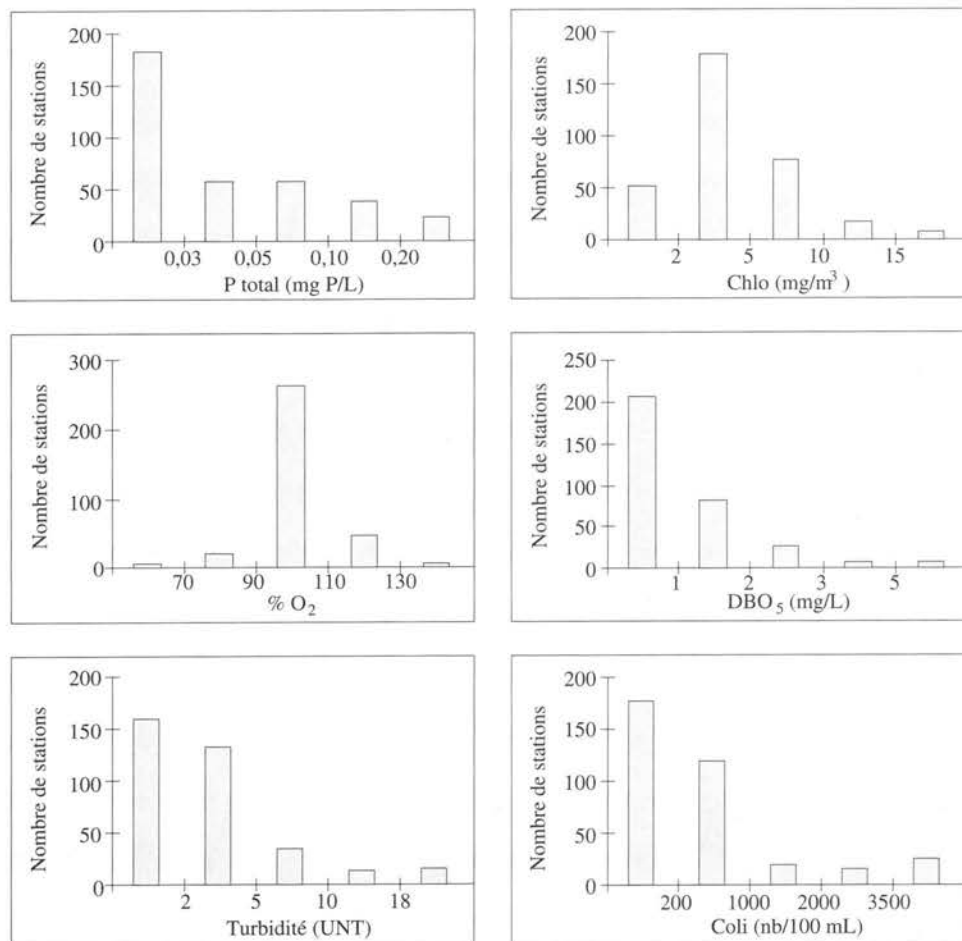 Nombre de stations
200
150
100
50
0
0,03 0,05 0,10 0,20
P total (mg P/L)
Nombre de stations
200
150
100
50
0
2 5 10 15
Chlo (mg/m³ )
Nombre de stations
300
200
100
0
70 90 110 130
% O₂
Nombre de stations
250
200
150
100
50
0
1 2 3 5
DBO₅ (mg/L)
Nombre de stations
200
150
100
50
0
2 5 10 18
Turbidité (UNT)
Nombre de stations
200
150
100
50
0
200 1000 2000 3500
Coli (nb/100 mL)